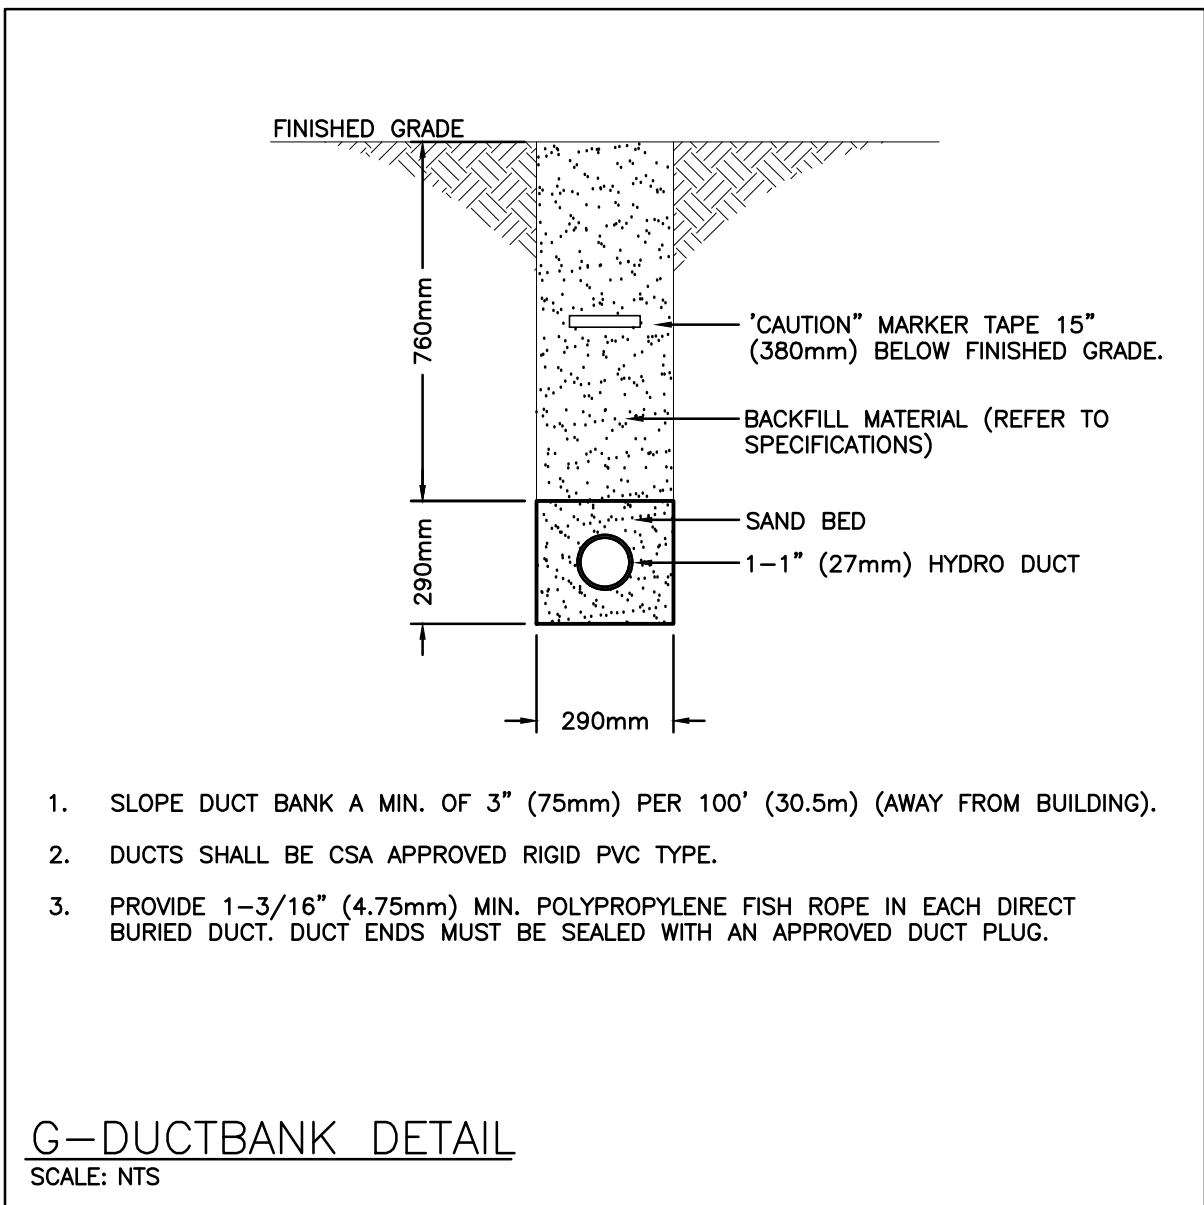 FINISHED GRADE
760mm
'CAUTION" MARKER TAPE 15"
(380mm) BELOW FINISHED GRADE.
BACKFILL MATERIAL (REFER TO
SPECIFICATIONS)
SAND BED
1-1" (27mm) HYDRO DUCT
290mm
290mm
1. SLOPE DUCT BANK A MIN. OF 3" (75mm) PER 100' (30.5m) (AWAY FROM BUILDING).
2. DUCTS SHALL BE CSA APPROVED RIGID PVC TYPE.
3. PROVIDE 1-3/16" (4.75mm) MIN. POLYPROPYLENE FISH ROPE IN EACH DIRECT
BURIED DUCT. DUCT ENDS MUST BE SEALED WITH AN APPROVED DUCT PLUG.
G-DUCTBANK DETAIL
SCALE: NTS